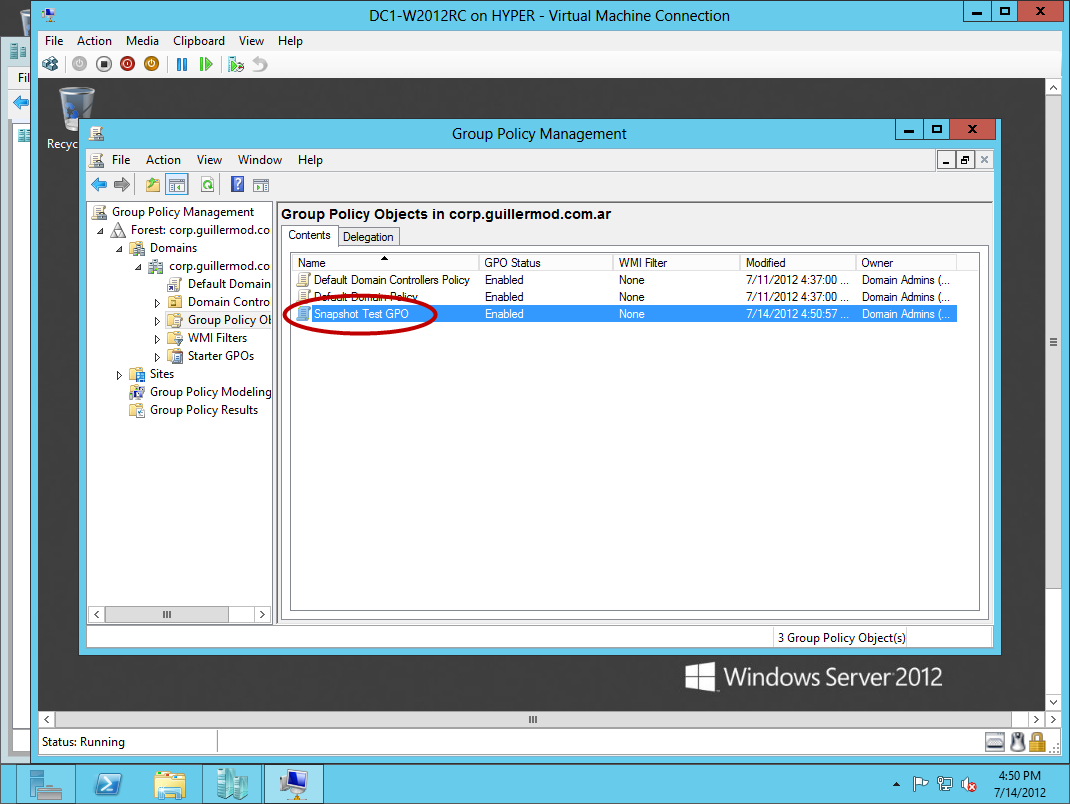 DC1-W2012RC on HYPER - Virtual Machine Connection
File Action Media Clipboard View Help
Fil
Recyc
Group Policy Management
File Action View Window Help
Group Policy Management
Forest: corp.guillermod.co
Domains
corp.guillermod.co
Default Domain
Domain Contro
Group Policy Ob
WMI Filters
Starter GPOs
Sites
Group Policy Modeling
Group Policy Results
Group Policy Objects in corp.guillermod.com.ar
Contents Delegation
Name GPO Status WMI Filter Modified Owner
Default Domain Controllers Policy Enabled None 7/11/2012 4:37:00 ... Domain Admins (...
Default Domain Policy Enabled None 7/11/2012 4:37:00 ... Domain Admins (...
Snapshot Test GPO Enabled None 7/14/2012 4:50:57 ... Domain Admins (...
3 Group Policy Object(s)
Windows Server 2012
Status: Running
4:50 PM
7/14/2012